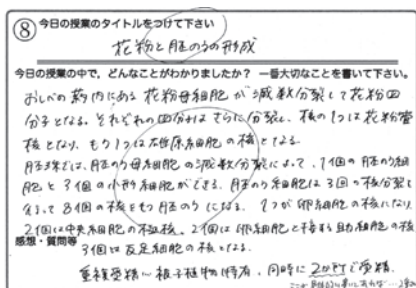 ⑧ 今日の授業のタイトルをつけて下さい
花粉と胚のうの形成
今日の授業の中で、どんなことがわかりましたか? 一番大切なことを書いて下さい。
おしべの葯内にある花粉母細胞が減数分裂して花粉四
分子となる。それぞれの四分子はさらに分裂し、核の1つは花粉管
核となり、もう1つは雄原細胞の核となる。
胚珠では、胚のう母細胞の減数分裂によって、1個の胚のう細
胞と3個の小型細胞ができる。胚のう細胞は3回の核分裂
をして8個の核をもつ胚のうになる。1つが卵細胞の核になり、
2個は中央細胞の極核。2個は卵細胞に接する助細胞の核
感想・質問等
3個は反足細胞の核となる。
重複受精〜被子植物特有、同時に2か所で受精